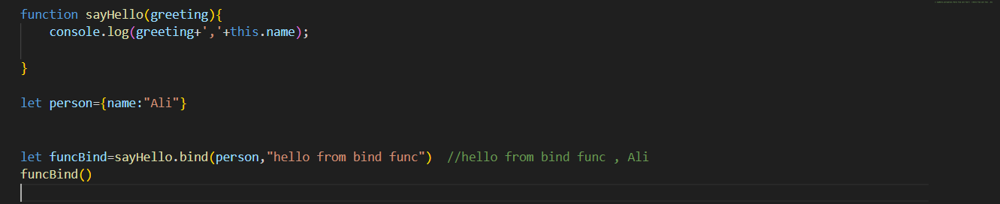 function sayHello(greeting){
    console.log(greeting+','+this.name);
}
let person={name:"Ali"}
let funcBind=sayHello.bind(person,"hello from bind func")  //hello from bind func , Ali
funcBind()